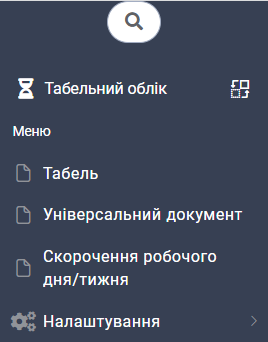 Табельний облік
Меню
Табель
Універсальний документ
Скорочення робочого
дня/тижня
Налаштування